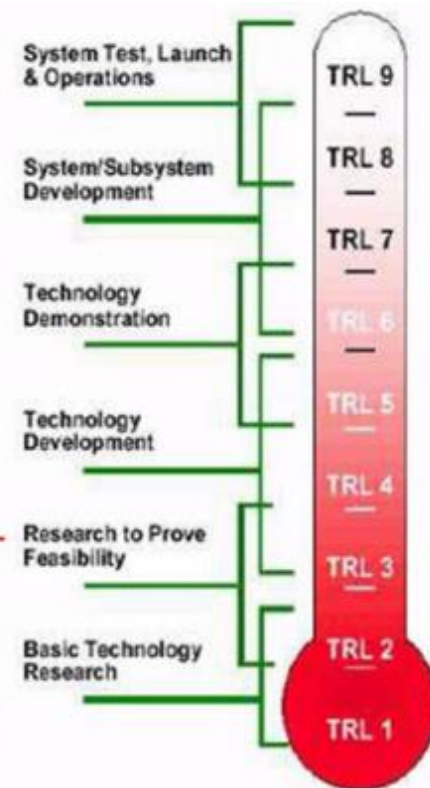 System Test, Launch
& Operations
System/Subsystem
Development
Technology
Demonstration
Technology
Development
Research to Prove
Feasibility
Basic Technology
Research
TRL 9
TRL 8
TRL 7
TRL 6
TRL 5
TRL 4
TRL 3
TRL 2
TRL 1